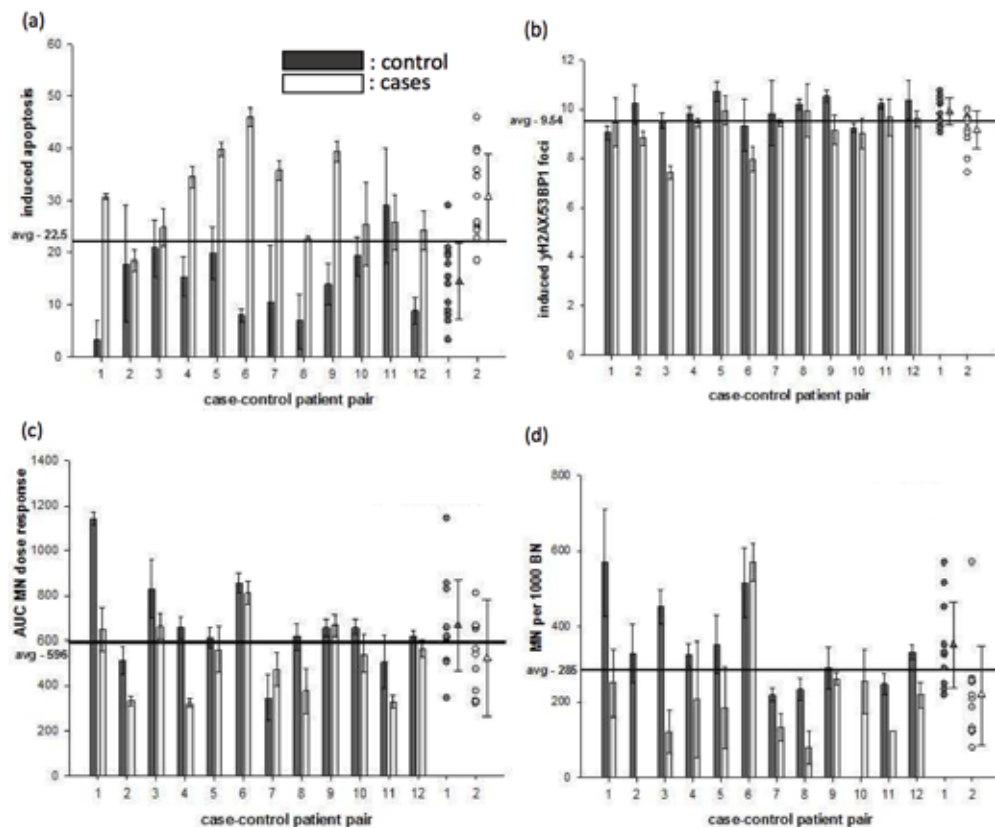 (a)
60
50
40
30
20
10
0
induced apoptosis
avg - 22.5
: control
: cases
1 2 3 4 5 6 7 8 9 10 11 12 1 2
case-control patient pair
(b)
12
10
8
6
4
2
0
induced γH2AX/53BP1 foci
avg - 9.54
1 2 3 4 5 6 7 8 9 10 11 12 1 2
case-control patient pair
(c)
1400
1200
1000
800
600
400
200
0
AUC MN dose response
avg - 596
1 2 3 4 5 6 7 8 9 10 11 12 1 2
case-control patient pair
(d)
800
600
400
200
0
MN per 1000 BN
avg - 285
1 2 3 4 5 6 7 8 9 10 11 12 1 2
case-control patient pair